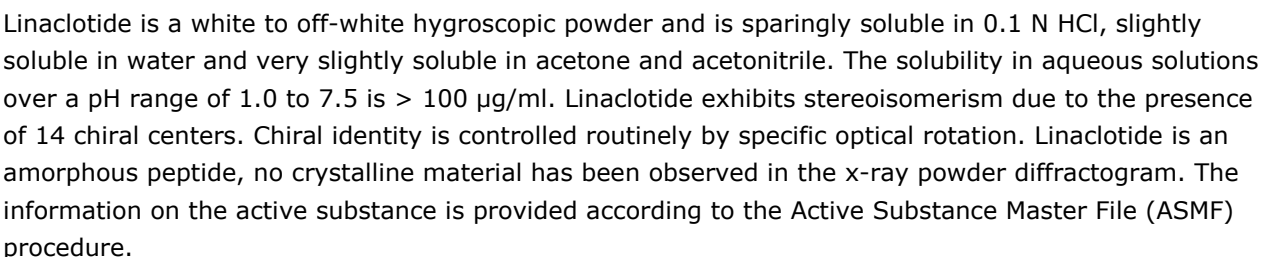 Linaclotide is a white to off-white hygroscopic powder and is sparingly soluble in 0.1 N HCl, slightly
soluble in water and very slightly soluble in acetone and acetonitrile. The solubility in aqueous solutions
over a pH range of 1.0 to 7.5 is > 100 µg/ml. Linaclotide exhibits stereoisomerism due to the presence
of 14 chiral centers. Chiral identity is controlled routinely by specific optical rotation. Linaclotide is an
amorphous peptide, no crystalline material has been observed in the x-ray powder diffractogram. The
information on the active substance is provided according to the Active Substance Master File (ASMF)
procedure.